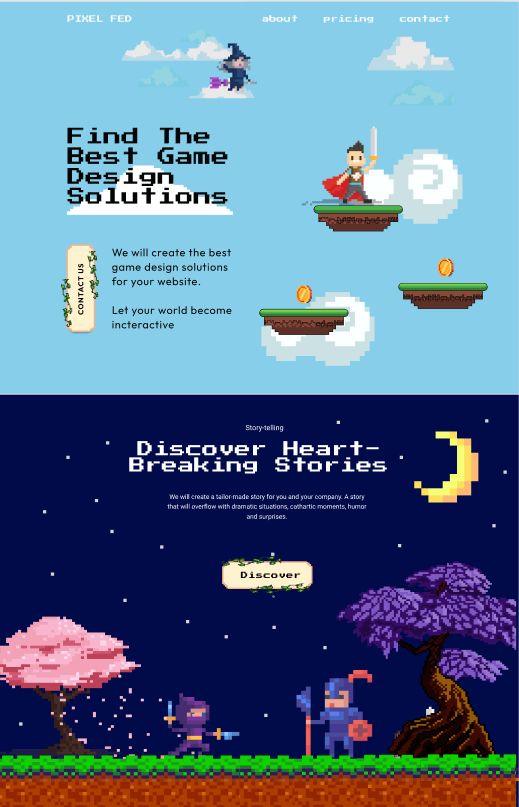 PIXEL FED
about pricing contact
Find The
Best Game
Design
Solutions
CONTACT US
We will create the best
game design solutions
for your website.
Let your world become
incteractive
Story-telling
Discover Heart-
Breaking Stories
We will create a tailor-made story for you and your company. A story
that will overflow with dramatic situations, cathartic moments, humor
and surprises.
Discover